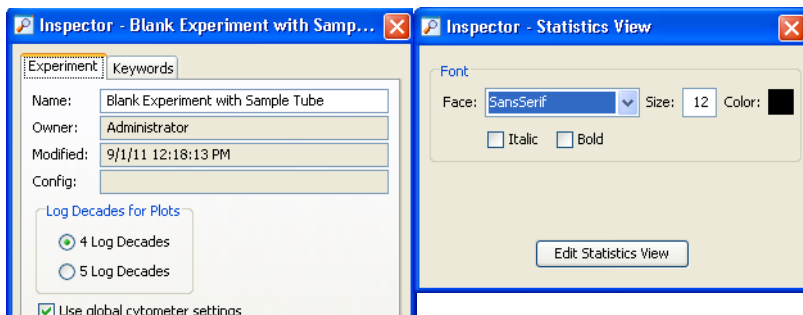 Inspector - Blank Experiment with Samp...
Experiment Keywords
Name: Blank Experiment with Sample Tube
Owner: Administrator
Modified: 9/1/11 12:18:13 PM
Config:
Log Decades for Plots
4 Log Decades
5 Log Decades
Use global cytometer settings
Inspector - Statistics View
Font
Face: SansSerif Size: 12 Color:
Italic Bold
Edit Statistics View